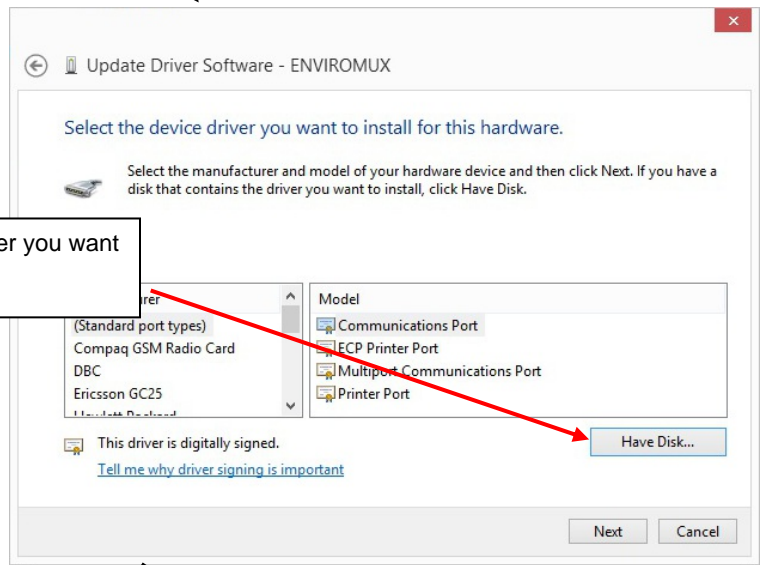 Update Driver Software - ENVIROMUX
Select the device driver you want to install for this hardware.
Select the manufacturer and model of your hardware device and then click Next. If you have a
disk that contains the driver you want to install, click Have Disk.
you want
(Standard port types)
Compaq GSM Radio Card
DBC
Ericsson GC25
Model
Communications Port
ECP Printer Port
Multiport Communications Port
Printer Port
This driver is digitally signed.
Tell me why driver signing is important
Have Disk...
Next
Cancel